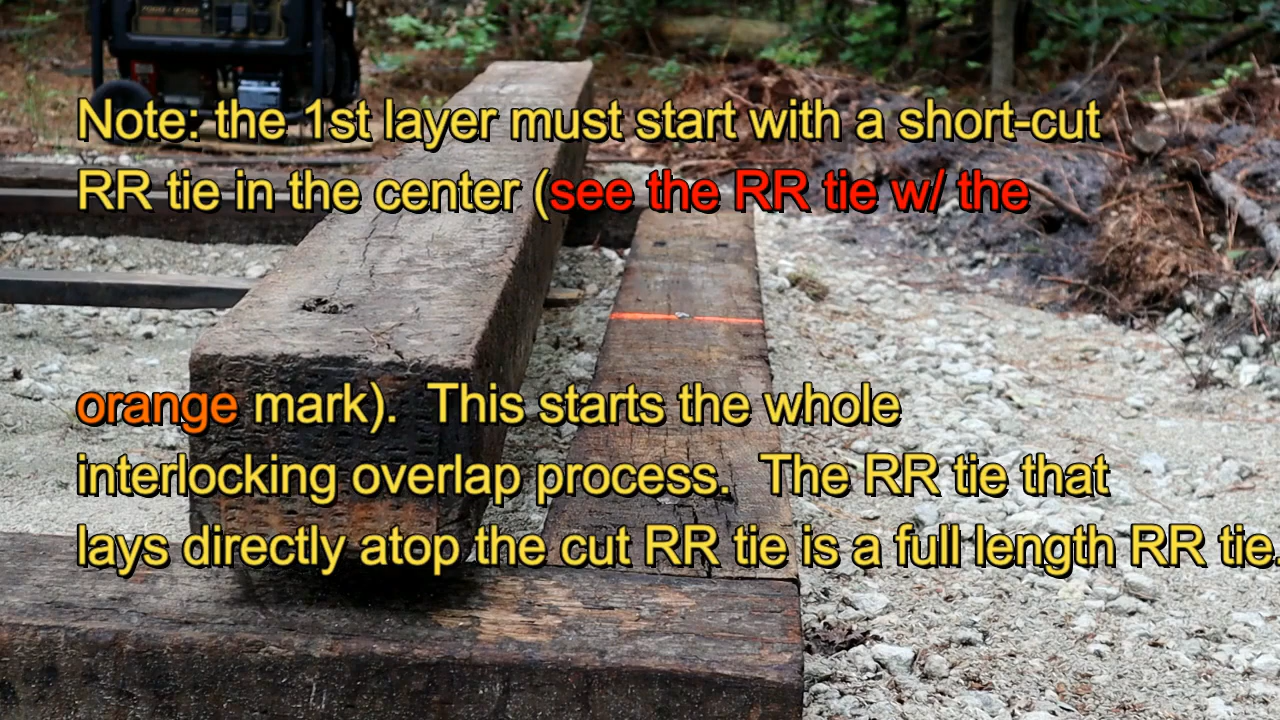 Note: the 1st layer must start with a short-cut
RR tie in the center (see the RR tie w/ the
orange mark).  This starts the whole
interlocking overlap process.  The RR tie that
lays directly atop the cut RR tie is a full length RR tie.